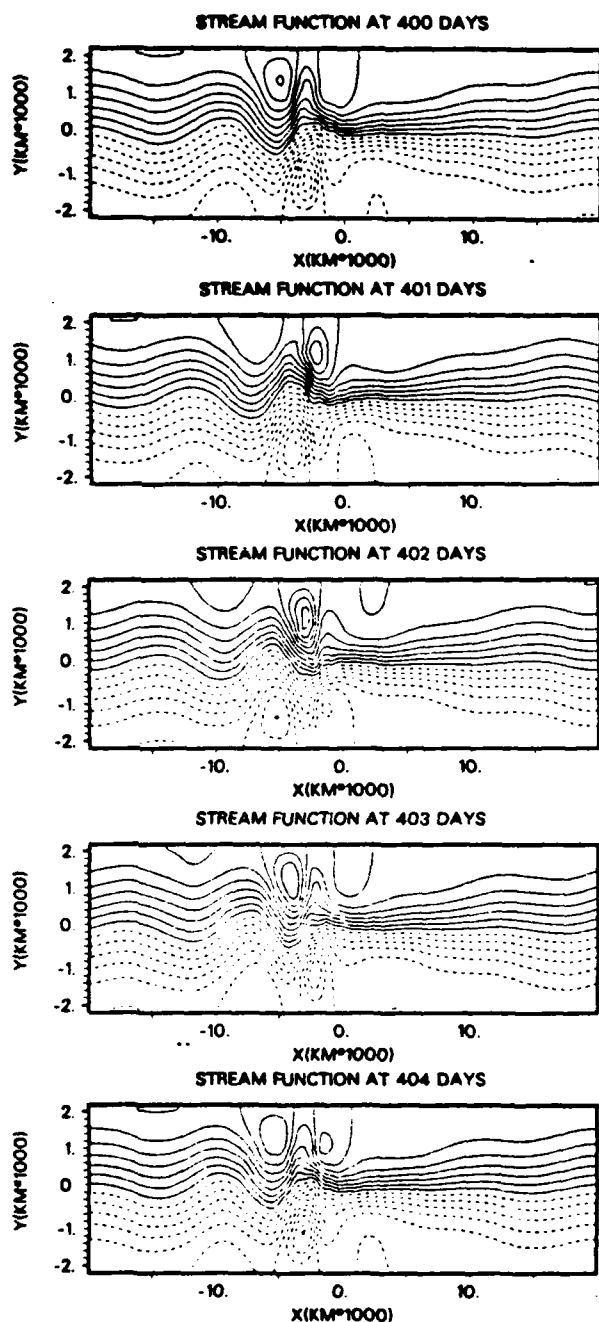 STREAM FUNCTION AT 400 DAYS
Y(KM*1000)
2.
1.
0.
-1.
-2.
-10. 0. 10.
X(KM*1000)
STREAM FUNCTION AT 401 DAYS
Y(KM*1000)
2.
1.
0.
-1.
-2.
-10. 0. 10.
X(KM*1000)
STREAM FUNCTION AT 402 DAYS
Y(KM*1000)
2.
1.
0.
-1.
-2.
-10. 0. 10.
X(KM*1000)
STREAM FUNCTION AT 403 DAYS
Y(KM*1000)
2.
1.
0.
-1.
-2.
-10. 0. 10.
X(KM*1000)
STREAM FUNCTION AT 404 DAYS
Y(KM*1000)
2.
1.
0
-1.
-2.
-10. 0. 10.
X(KM*1000)